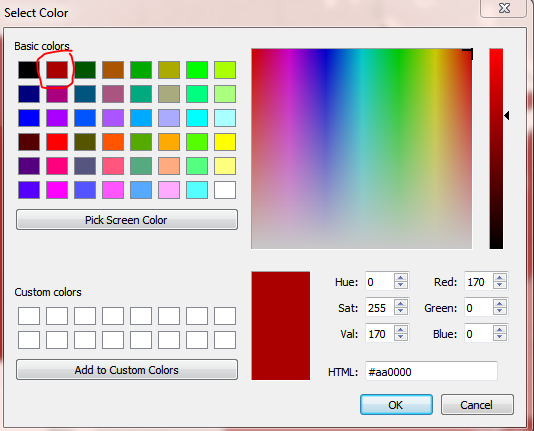 Select Color
Basic colors
Pick Screen Color
Custom colors
Add to Custom Colors
Hue: 0 Red: 170
Sat: 255 Green: 0
Val: 170 Blue: 0
HTML: #aa0000
OK Cancel